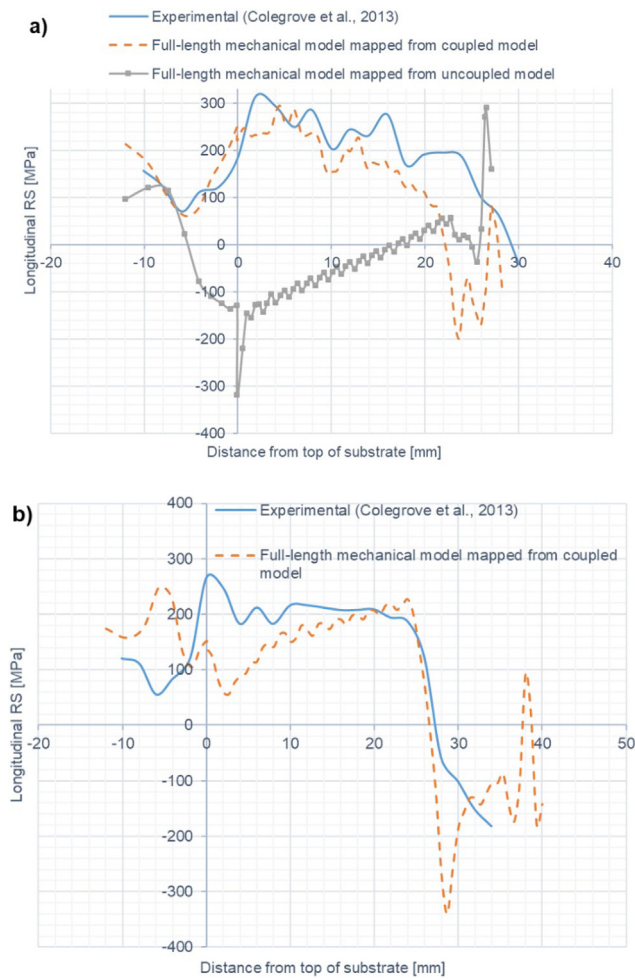 a)
Experimental (Colegrove et al., 2013)
Full-length mechanical model mapped from coupled model
Full-length mechanical model mapped from uncoupled model
Longitudinal RS [MPa]
300
200
100
0
-100
-200
-300
-400
-20 -10 0 10 20 30 40
Distance from top of substrate [mm]
b)
Experimental (Colegrove et al., 2013)
Full-length mechanical model mapped from coupled
model
Longitudinal RS [MPa]
400
300
200
100
0
-100
-200
-300
-400
-20 -10 0 10 20 30 40 50
Distance from top of substrate [mm]